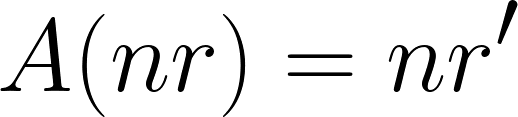 A(nr) = nr′